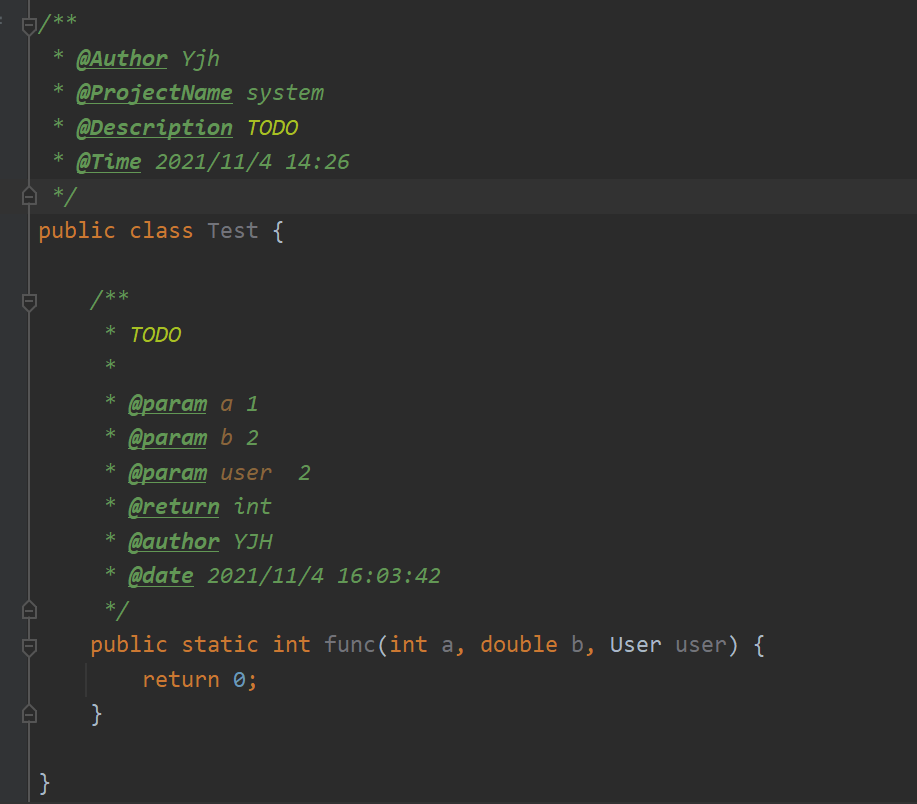 /**
 * @Author Yjh
 * @ProjectName system
 * @Description TODO
 * @Time 2021/11/4 14:26
 */
public class Test {
    /**
     * TODO
     *
     * @param a 1
     * @param b 2
     * @param user  2
     * @return int
     * @author YJH
     * @date 2021/11/4 16:03:42
     */
    public static int func(int a, double b, User user) {
        return 0;
    }
}